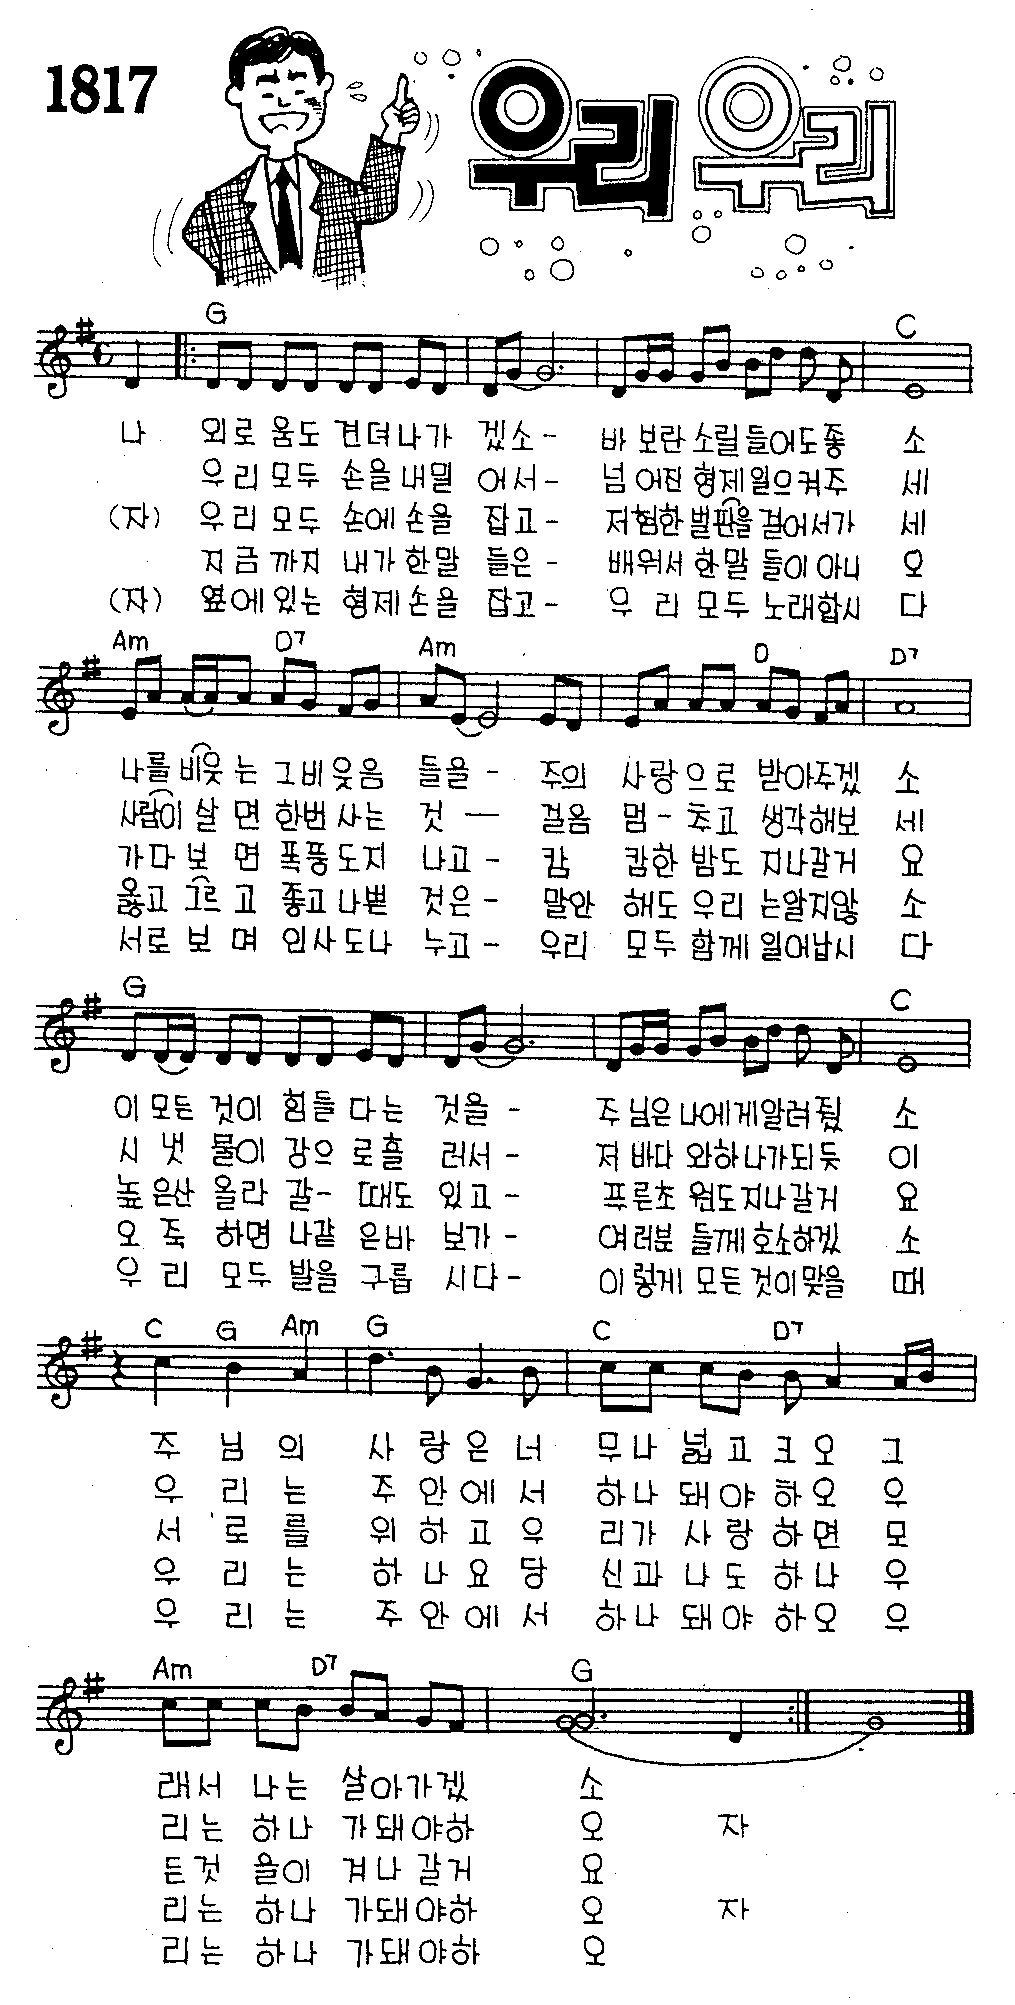 1817
우리 우리
G C
나 외로 움도 견뎌나가 겠소- 바 보란 소릴 들어도좋 소
우리 모두 손을 내밀 어서- 넘 어진 형제 일으켜주 세
(자) 우리 모두 손에 손을 잡고- 저험한 벌판을 걸어서가 세
지금 까지 내가 한말 들은- 배워서 한말 들이 아니 오
(자) 옆에 있는 형제 손을 잡고- 우 리 모두 노래합시 다
Am D7 Am D D7
나를 비웃 는 그비 웃음 들을- 주의 사랑으로 받아주겠 소
사람이 살 면 한번 사는 것- 걸음 멈-추고 생각해보 세
가다 보 면 폭풍 도지 나고- 캄 캄한 밤도 지나갈거 요
옳고 그르 고 좋고 나쁜 것은- 말안 해도 우리 는알지않 소
서로 보 며 인사 도나 누고- 우리 모두 함께 일어납시 다
G C
이 모든 것이 힘들 다는 것을- 주님은 나에게알려줬 소
시 냇 물이 강으 로흘 러서- 저 바다 와하나가되듯 이
높 은산 올라 갈- 때도 있고- 푸른초 원도지나갈거 요
오 죽 하면 나같 은바 보가- 여러분 들께 호소하겠 소
우 리 모두 발을 구릅 시다- 이 렇게 모든 것이 맞을 때
C G Am G C D7
주 님 의 사 랑 은 너 무나 넓고 크오 그
우 리 는 주 안 에 서 하나 돼야 하오 우
서 로 를 위 하 고 우 리가 사랑 하면 모
우 리 는 하 나 요 당 신과 나도 하나 우
우 리 는 주 안 에 서 하나 돼야 하오 우
Am D7 G
래서 나는 살아가겠 소
리는 하나 가돼야하 오 자
든것 을이 겨나 갈거 요
리는 하나 가돼야하 오 자
리는 하나 가돼야하 오